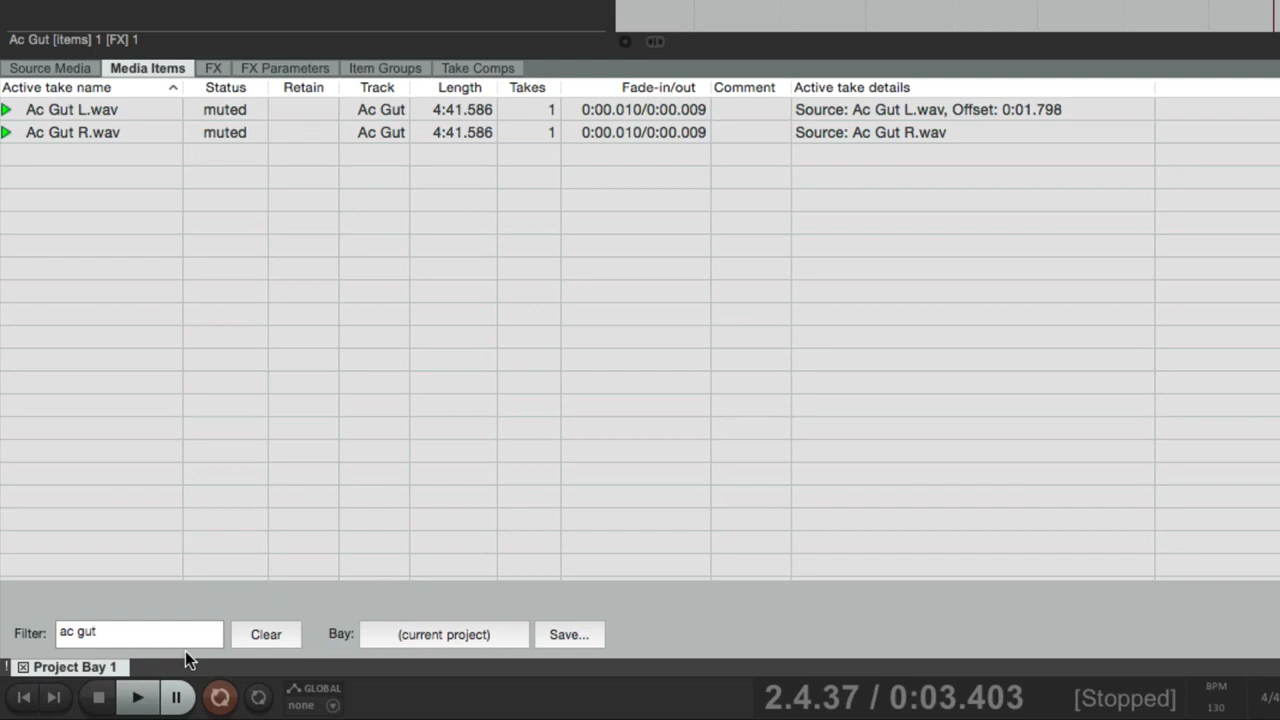 Ac Gut [items] 1 [FX] 1
Source Media Media Items FX FX Parameters Item Groups Take Comps
Active take name Status Retain Track Length Takes Fade-in/out Comment Active take details
Ac Gut L.wav muted Ac Gut 4:41.586 1 0:00.010/0:00.009 Source: Ac Gut L.wav, Offset: 0:01.798
Ac Gut R.wav muted Ac Gut 4:41.586 1 0:00.010/0:00.009 Source: Ac Gut R.wav
Filter: ac gut Clear Bay: (current project) Save...
! Project Bay 1
GLOBAL
none
2.4.37 / 0:03.403 [Stopped]
BPM
130
4/4